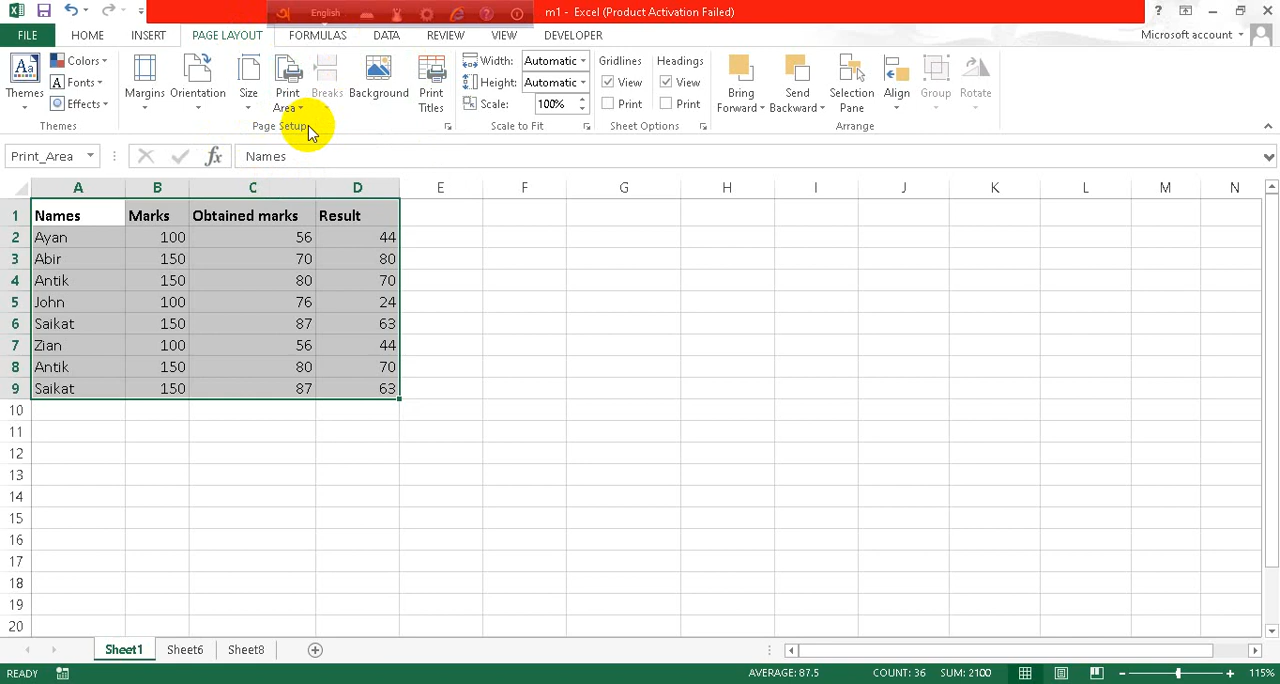 English
m1 - Excel (Product Activation Failed)
FILE HOME INSERT PAGE LAYOUT FORMULAS DATA REVIEW VIEW DEVELOPER Microsoft account
Themes Colors Fonts Effects
Margins Orientation Size Print Area Breaks Background Print Titles
Width: Automatic
Height: Automatic
Scale: 100%
Gridlines Headings
View View
Print Print
Bring Forward Send Backward Selection Pane Align Group Rotate
Themes Page Setup Scale to Fit Sheet Options Arrange
Print_Area fx Names
A B C D E F G H I J K L M N
1 Names Marks Obtained marks Result
2 Ayan 100 56 44
3 Abir 150 70 80
4 Antik 150 80 70
5 John 100 76 24
6 Saikat 150 87 63
7 Zian 100 56 44
8 Antik 150 80 70
9 Saikat 150 87 63
10
11
12
13
14
15
16
17
18
19
20
Sheet1 Sheet6 Sheet8
READY AVERAGE: 87.5 COUNT: 36 SUM: 2100 115%